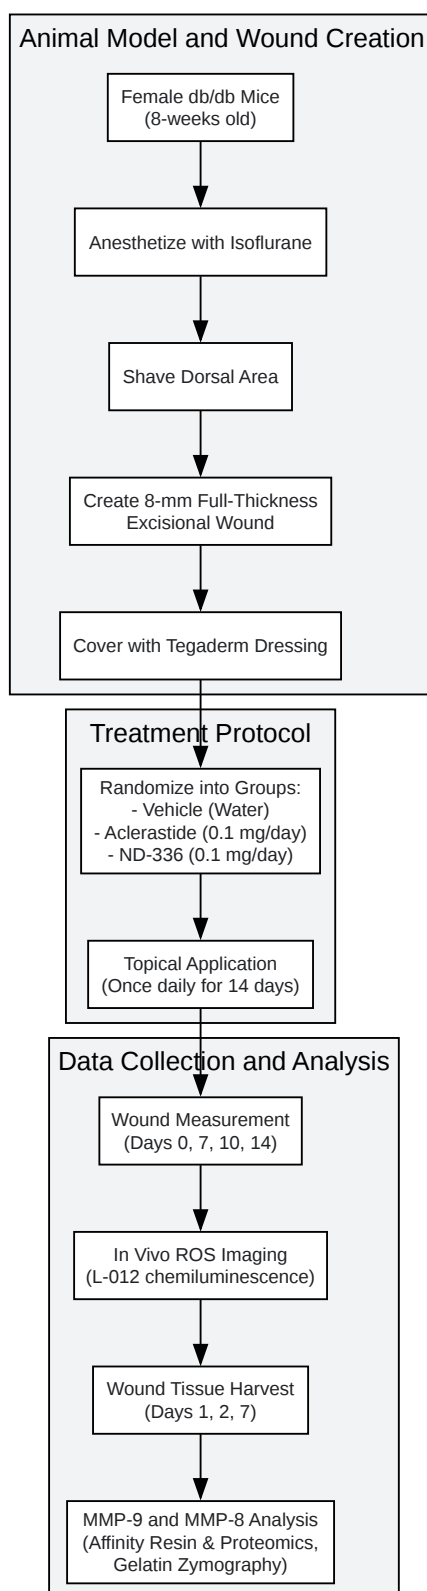 Animal Model and Wound Creation
Female db/db Mice
(8-weeks old)
Anesthetize with Isoflurane
Shave Dorsal Area
Create 8-mm Full-Thickness
Excisional Wound
Cover with Tegaderm Dressing
Treatment Protocol
Randomize into Groups:
- Vehicle (Water)
- Aclerastide (0.1 mg/day)
- ND-336 (0.1 mg/day)
Topical Application
(Once daily for 14 days)
Data Collection and Analysis
Wound Measurement
(Days 0, 7, 10, 14)
In Vivo ROS Imaging
(L-012 chemiluminescence)
Wound Tissue Harvest
(Days 1, 2, 7)
MMP-9 and MMP-8 Analysis
(Affinity Resin & Proteomics,
Gelatin Zymography)